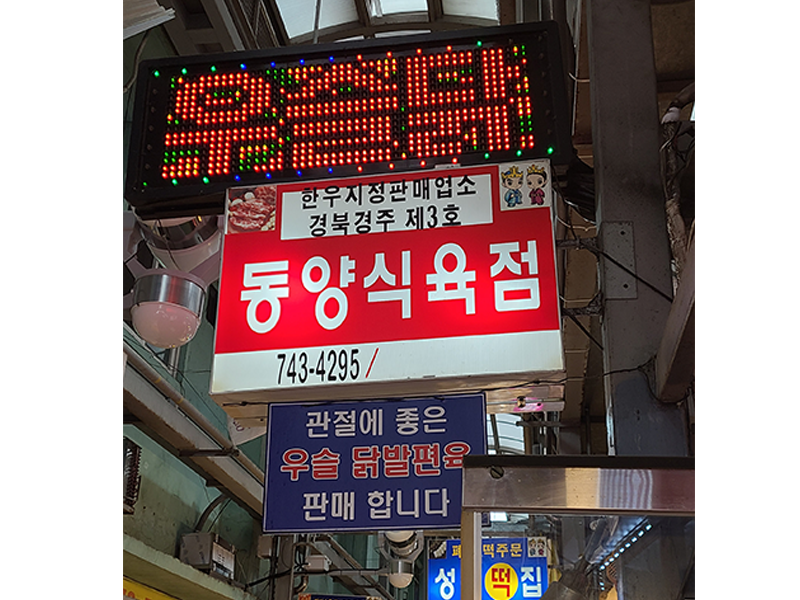 우족대
한우지정판매업소
경북경주 제3호
동양식육점
743-4295/
관절에 좋은
우슬 닭발편육
판매 합니다
떡주문
성떡집